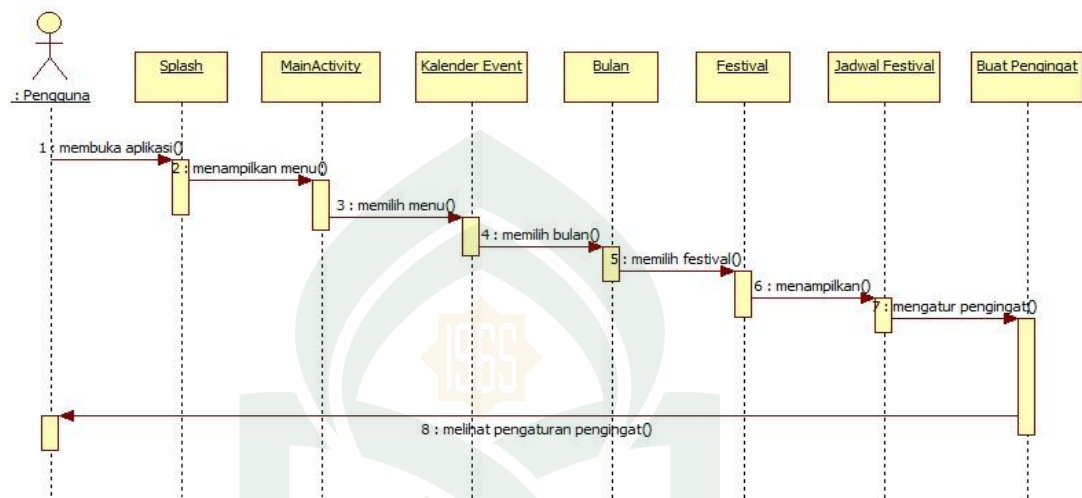 Splash
MainActivity
Kalender Event
Bulan
Festival
Jadwal Festival
Buat Pengingat
: Pengguna
1 : membuka aplikasi()
2 : menampilkan menu()
3 : memilih menu()
4 : memilih bulan()
5 : memilih festival()
6 : menampilkan()
7 : mengatur pengingat()
8 : melihat pengaturan pengingat()